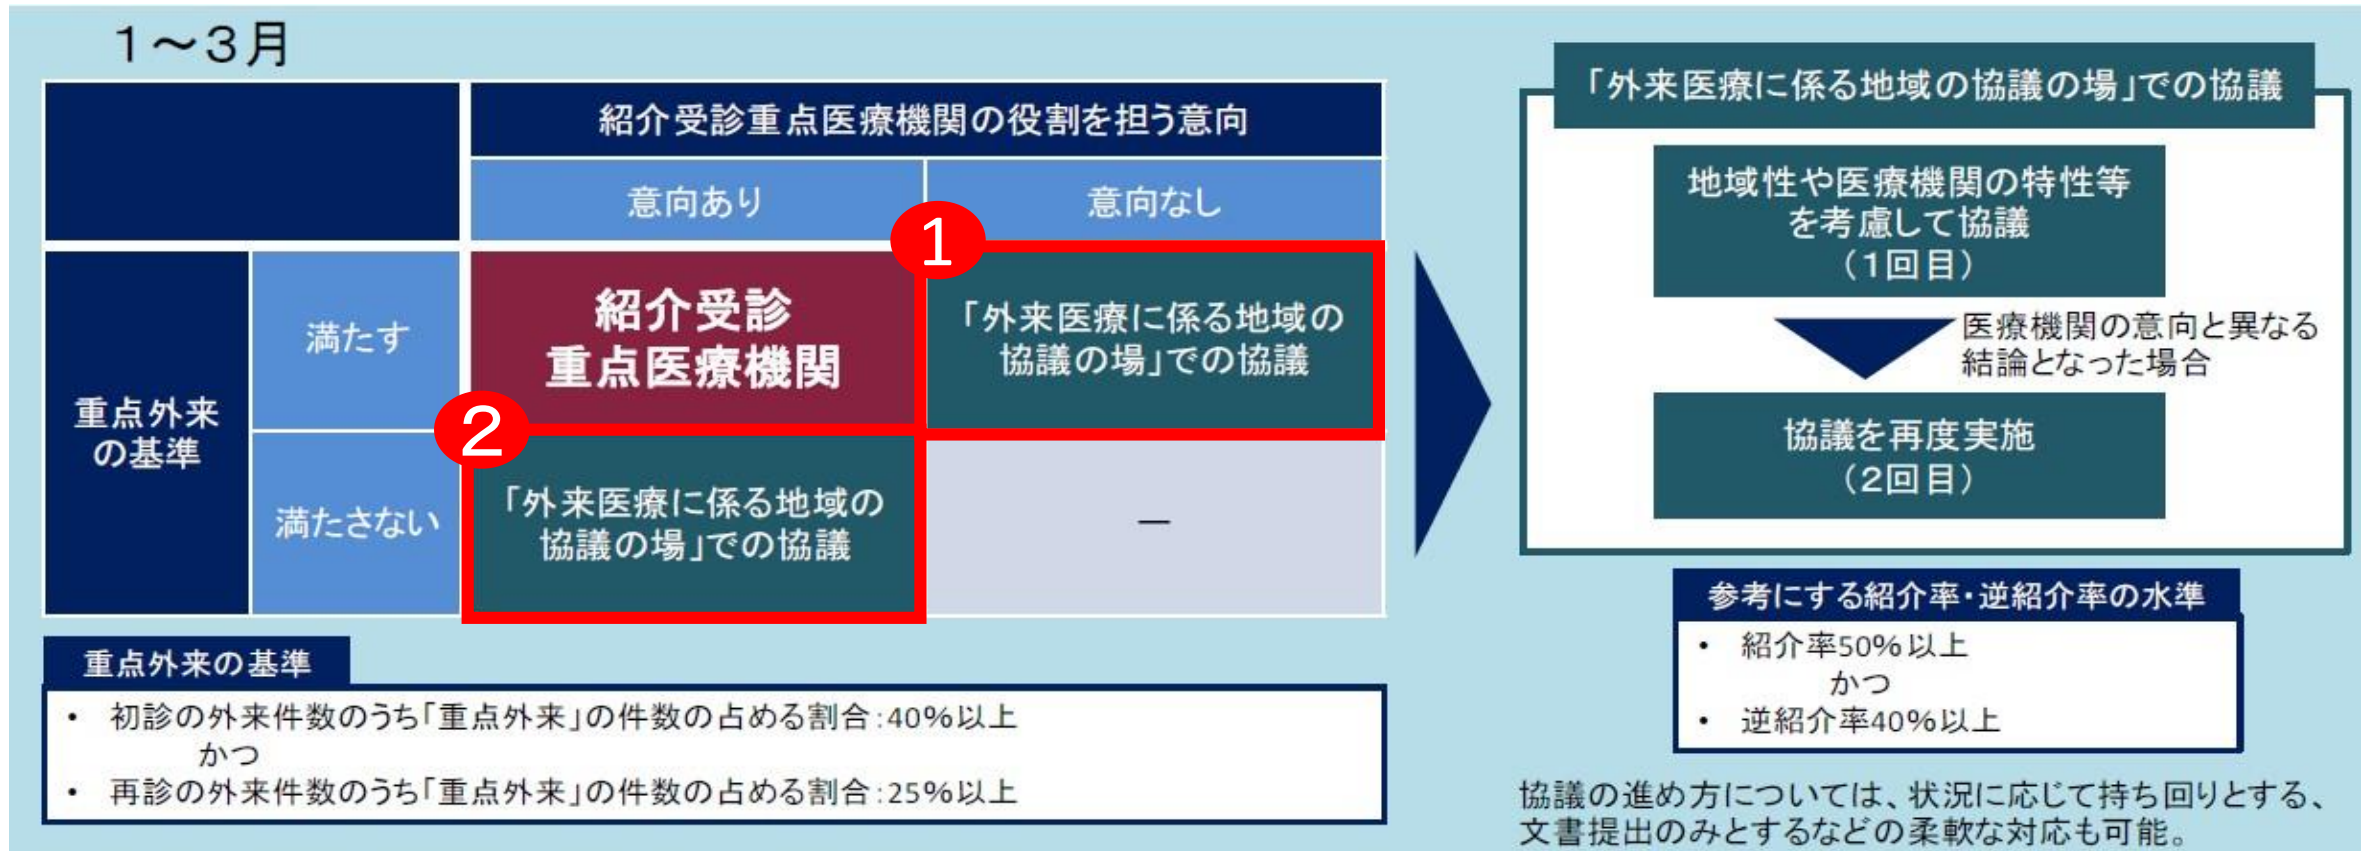 1～3月
紹介受診重点医療機関の役割を担う意向
意向あり
意向なし
重点外来
の基準
満たす
紹介受診
重点医療機関
1
「外来医療に係る地域の
協議の場」での協議
満たさない
2
「外来医療に係る地域の
協議の場」での協議
―
重点外来の基準
• 初診の外来件数のうち「重点外来」の件数の占める割合：40％以上
かつ
• 再診の外来件数のうち「重点外来」の件数の占める割合：25％以上
「外来医療に係る地域の協議の場」での協議
地域性や医療機関の特性等
を考慮して協議
（1回目）
医療機関の意向と異なる
結論となった場合
協議を再度実施
（2回目）
参考にする紹介率・逆紹介率の水準
• 紹介率50％以上
かつ
• 逆紹介率40％以上
協議の進め方については、状況に応じて持ち回りとする、
文書提出のみとするなどの柔軟な対応も可能。